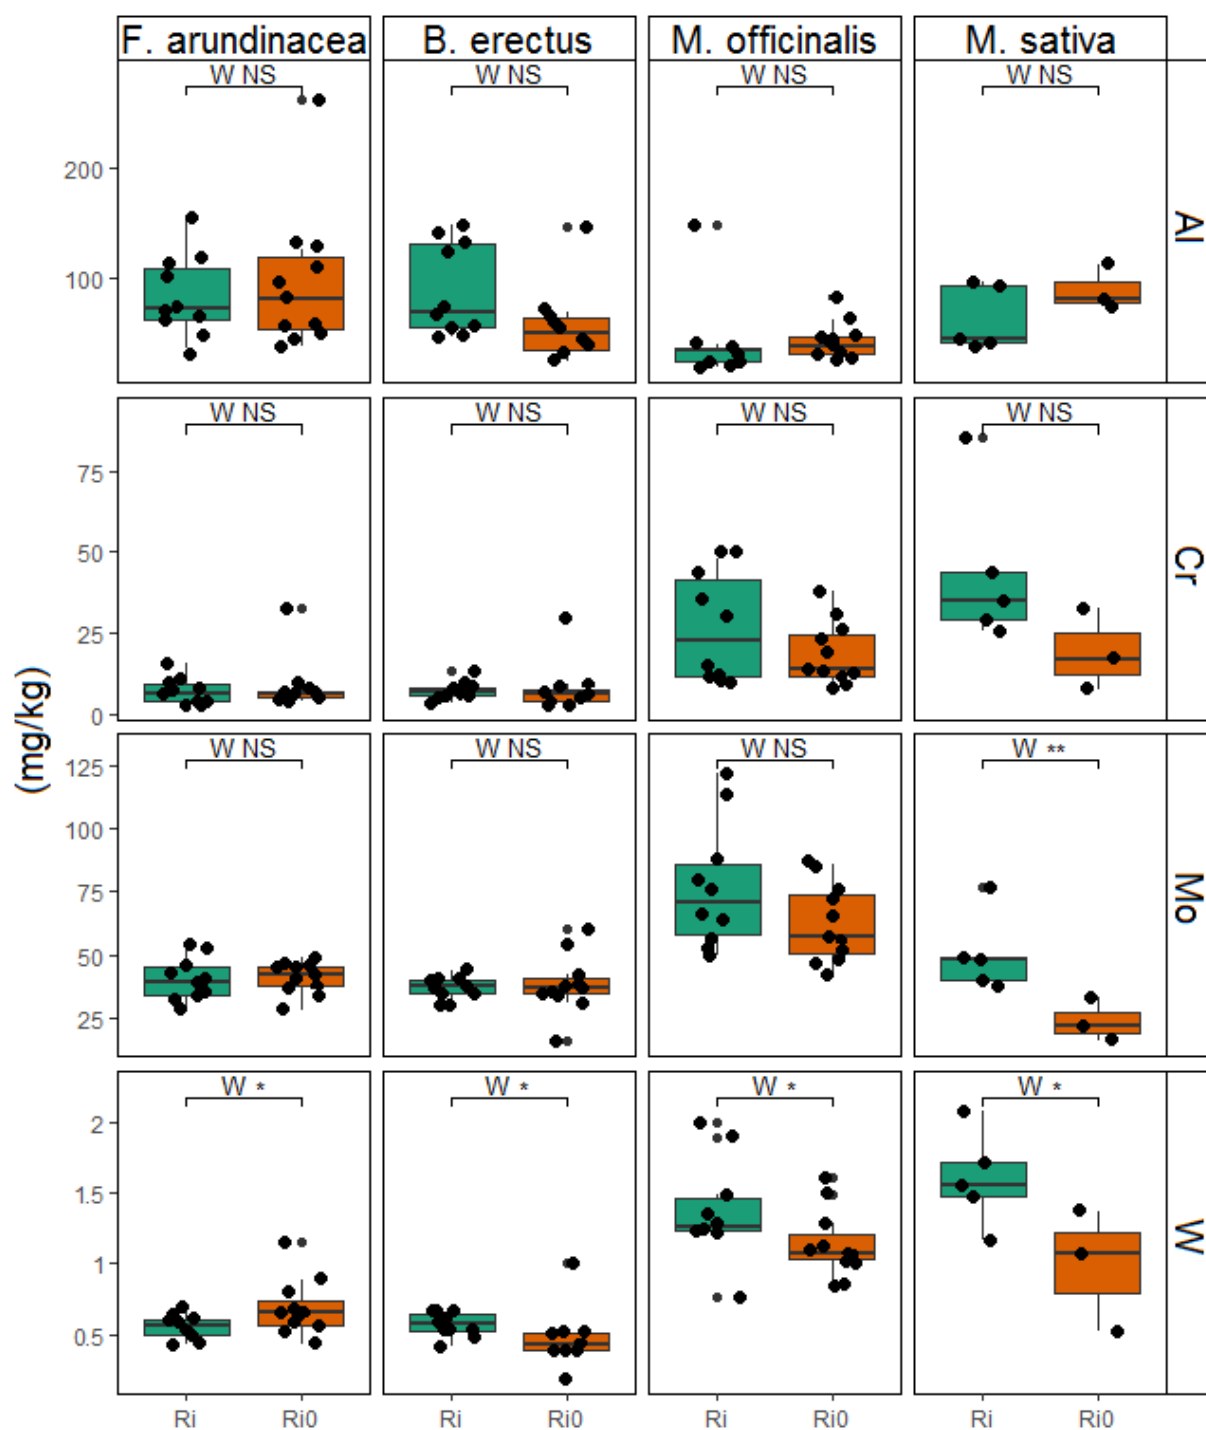 F. arundinacea B. erectus M. officinalis M. sativa
W NS W NS W NS W NS
200
100
Al
W NS W NS W NS W NS
75
50
25
0
Cr
(mg/kg)
W NS W NS W NS W **
125
100
75
50
25
Mo
W * W * W * W *
2
1.5
1
0.5
W
Ri Ri0 Ri Ri0 Ri Ri0 Ri Ri0